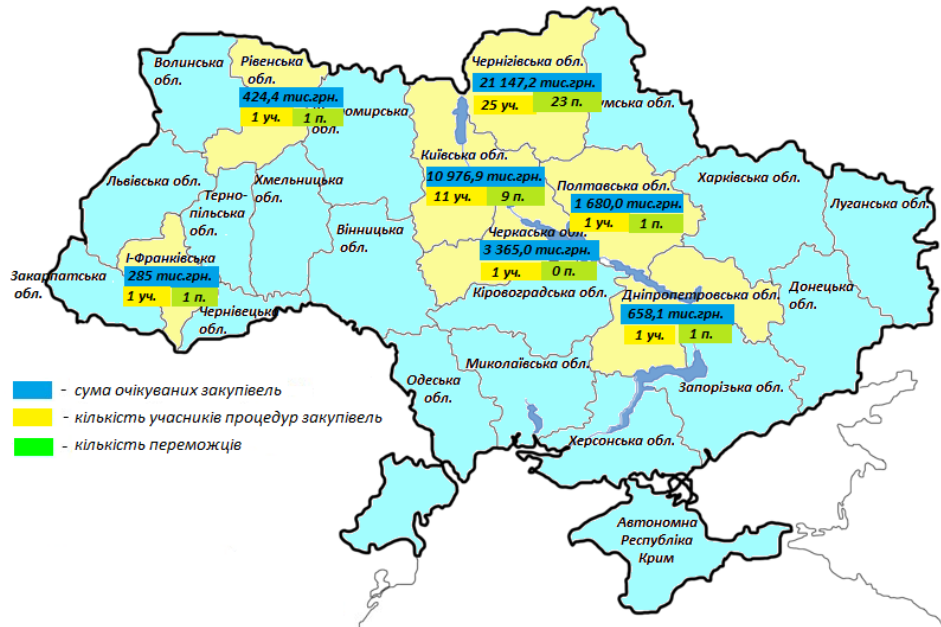 Волинська
обл.
Рівенська
обл.
424,4 тис.грн.
1 уч. 1 п.
омирська
обл.
Чернігівська обл.
21 147,2 тис.грн.
25 уч. 23 п.
умська обл.
Київська обл.
10 976,9 тис.грн.
11 уч. 9 п.
Полтавська обл.
1 680,0 тис.грн.
1 уч. 1 п.
Харківська обл.
Луганська обл.
Львівська обл.
Терно-
пільська
обл.
Хмельницька
обл.
Вінницька
обл.
Черкаська обл.
3 365,0 тис.грн.
1 уч. 0 п.
Закарпатська
обл.
І-Франківська
285 тис.грн.
1 уч. 1 п.
Чернівецька
обл.
Кіровоградська обл.
Дніпропетровська обл.
658,1 тис.грн.
1 уч. 1 п.
Донецька
обл.
Одеська
обл.
Миколаївська обл.
Запорізька обл.
Херсонська обл.
Автономна
Республіка
Крим
- сума очікуваних закупівель
- кількість учасників процедур закупівель
- кількість переможців